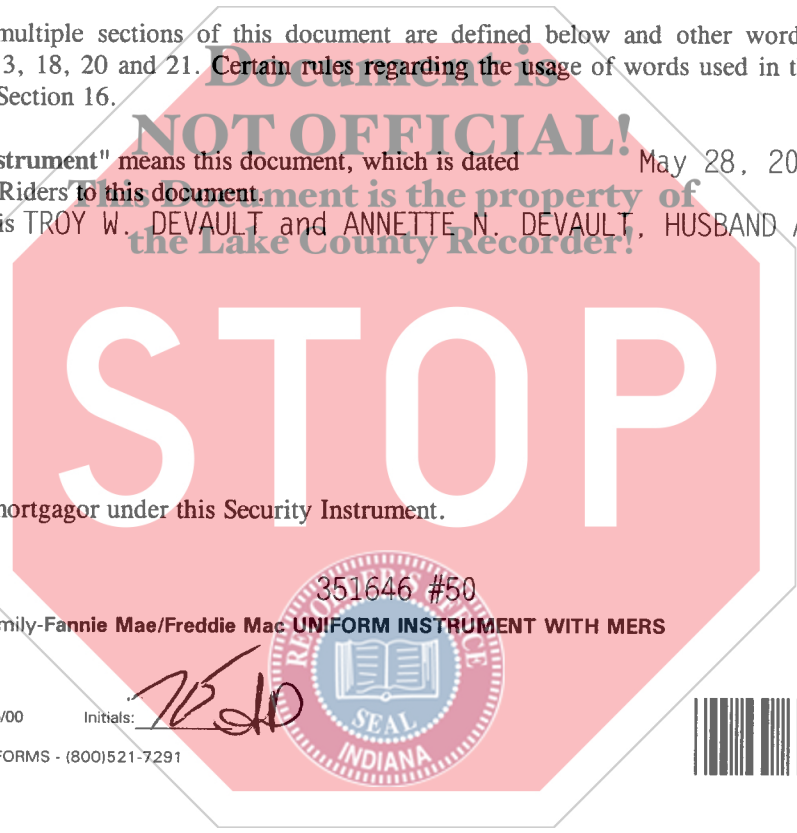 multiple sections of this document are defined below and other word
3, 18, 20 and 21. Certain rules regarding the usage of words used in t
Section 16.
Document is
NOT OFFICIAL!
strument" means this document, which is dated May 28, 20
Riders to this document.
This Document is the property of
is TROY W. DEVAULT and ANNETTE N. DEVAULT, HUSBAND
the Lake County Recorder!
STOP
mortgagor under this Security Instrument.
351646 #50
mily-Fannie Mae/Freddie Mac UNIFORM INSTRUMENT WITH MERS
RECORDER'S OFFICE
SEAL
INDIANA
/00 Initials:
FORMS - (800)521-7291